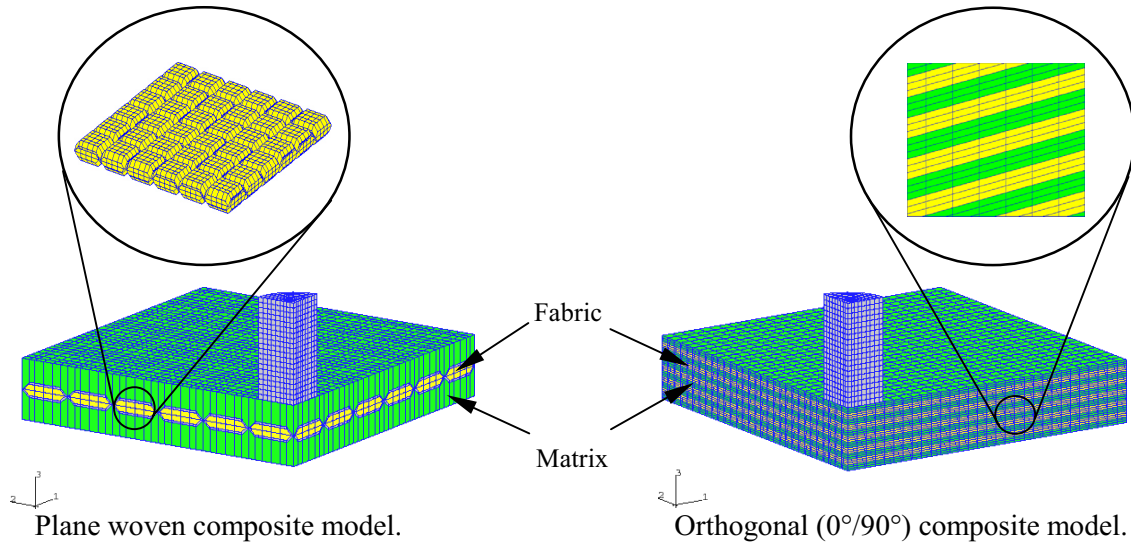 Fabric
Matrix
3
2 1
3
2 1
Plane woven composite model.
Orthogonal (0°/90°) composite model.